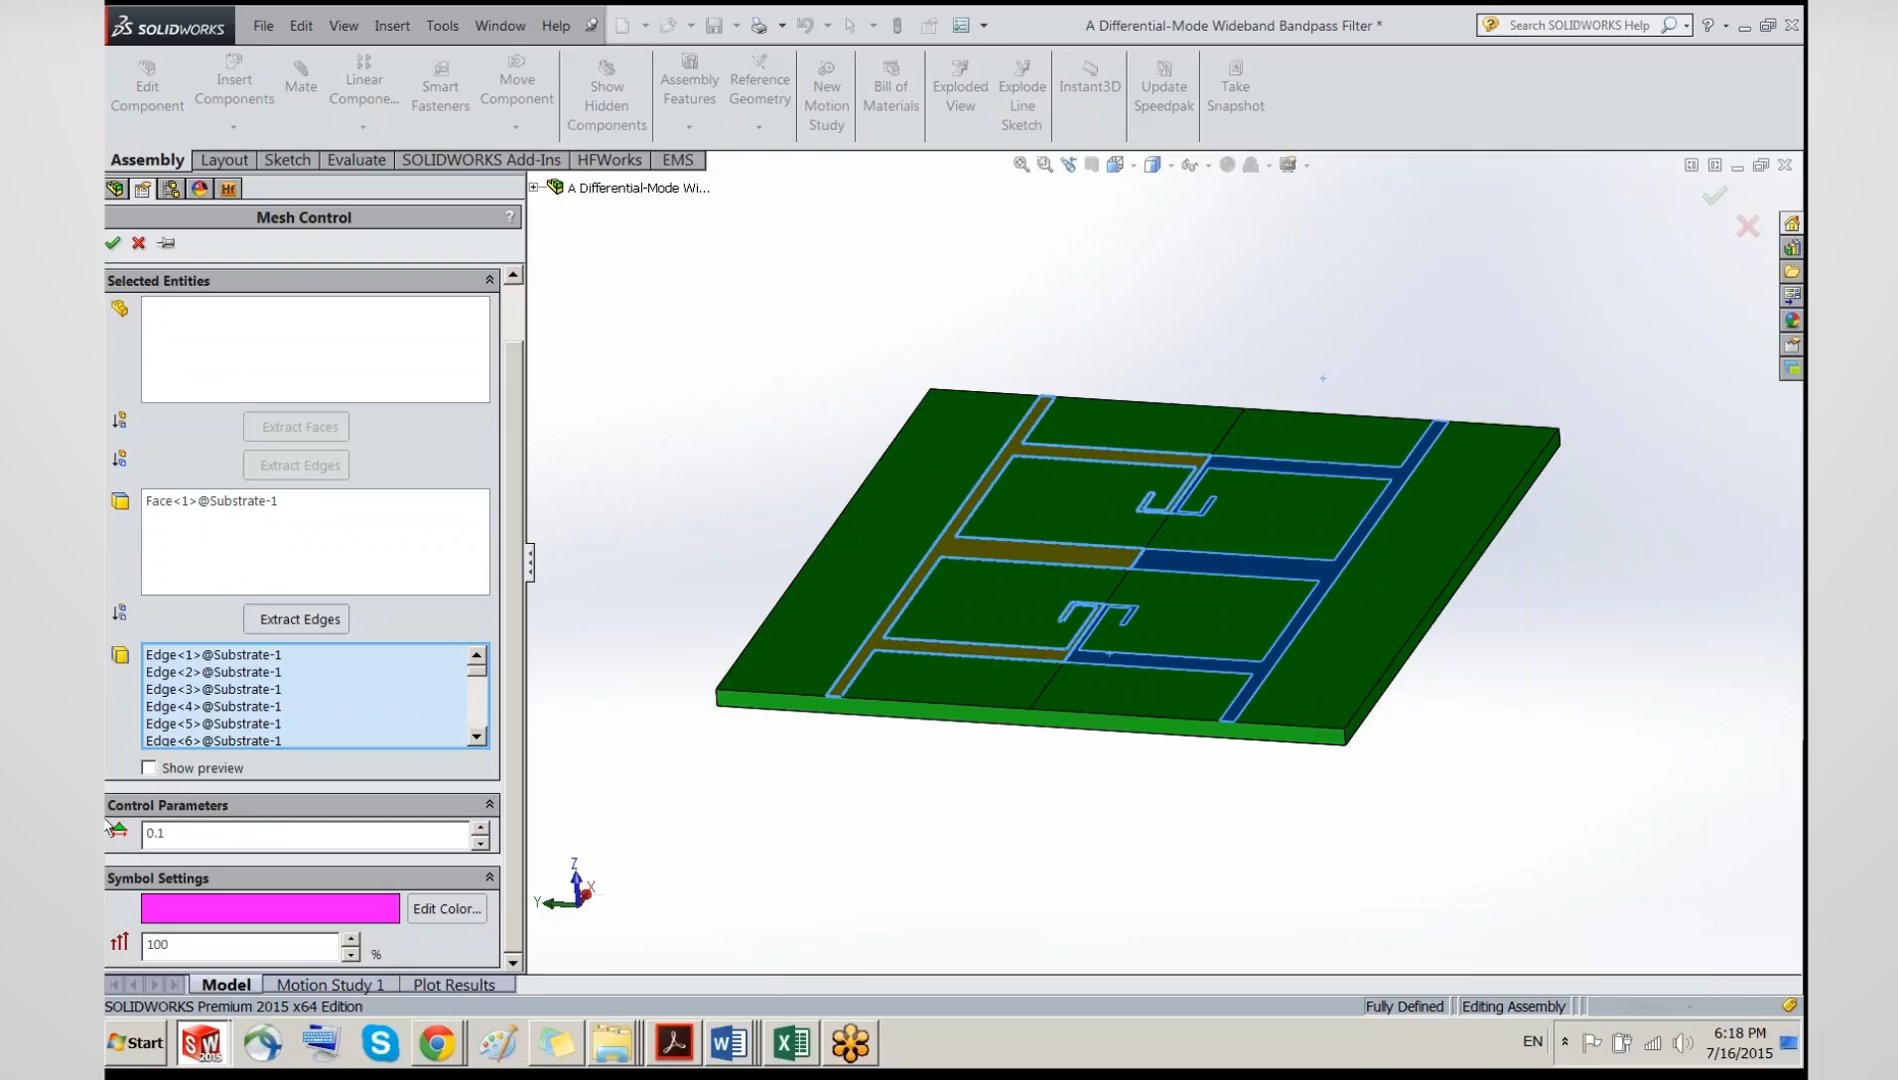 SOLIDWORKS
File Edit View Insert Tools Window Help
A Differential-Mode Wideband Bandpass Filter *
Search SOLIDWORKS Help
Edit Component
Insert Components
Mate
Linear Compone...
Smart Fasteners
Move Component
Show Hidden Components
Assembly Features
Reference Geometry
New Motion Study
Bill of Materials
Exploded View
Explode Line Sketch
Instant3D
Update Speedpak
Take Snapshot
Assembly Layout Sketch Evaluate SOLIDWORKS Add-Ins HFWorks EMS
Hf
A Differential-Mode Wi...
Mesh Control
?
Selected Entities
Extract Faces
Extract Edges
Face<1>@Substrate-1
Extract Edges
Edge<1>@Substrate-1
Edge<2>@Substrate-1
Edge<3>@Substrate-1
Edge<4>@Substrate-1
Edge<5>@Substrate-1
Edge<6>@Substrate-1
Show preview
Control Parameters
0.1
Symbol Settings
Edit Color...
100
%
Z
X
Y
Model Motion Study 1 Plot Results
SOLIDWORKS Premium 2015 x64 Edition
Fully Defined Editing Assembly
Start
SW
2015
EN
6:18 PM
7/16/2015